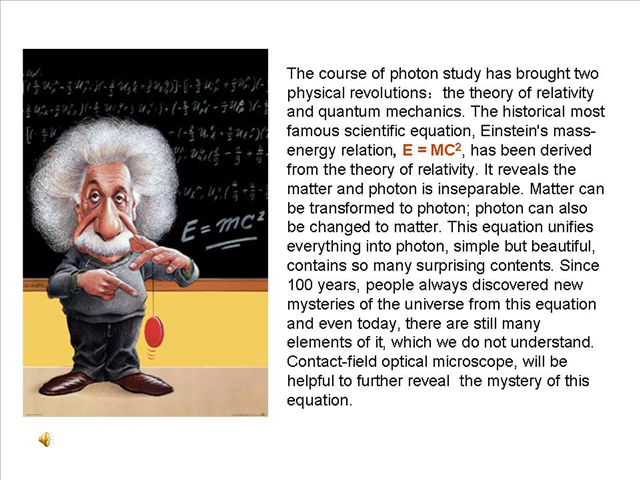 E = mc²
The course of photon study has brought two
physical revolutions：the theory of relativity
and quantum mechanics. The historical most
famous scientific equation, Einstein's mass-
energy relation, E = MC², has been derived
from the theory of relativity. It reveals the
matter and photon is inseparable. Matter can
be transformed to photon; photon can also
be changed to matter. This equation unifies
everything into photon, simple but beautiful,
contains so many surprising contents. Since
100 years, people always discovered new
mysteries of the universe from this equation
and even today, there are still many
elements of it, which we do not understand.
Contact-field optical microscope, will be
helpful to further reveal  the mystery of this
equation.